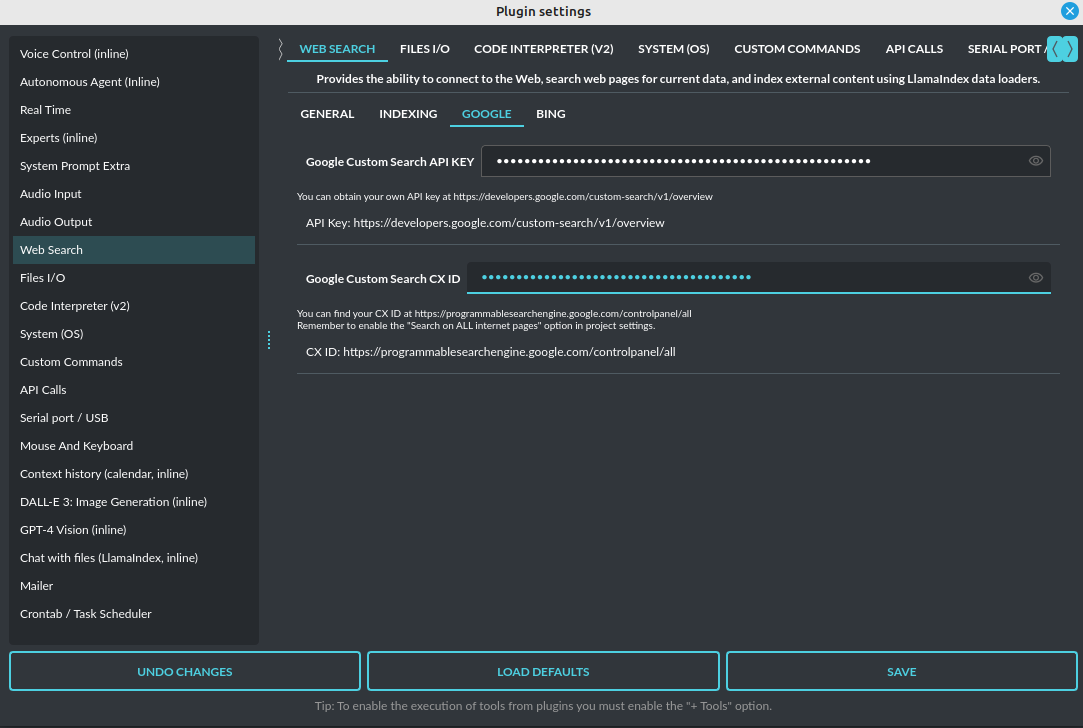 Plugin settings
Voice Control (inline)
Autonomous Agent (Inline)
Real Time
Experts (inline)
System Prompt Extra
Audio Input
Audio Output
Web Search
Files I/O
Code Interpreter (v2)
System (OS)
Custom Commands
API Calls
Serial port / USB
Mouse And Keyboard
Context history (calendar, inline)
DALL-E 3: Image Generation (inline)
GPT-4 Vision (inline)
Chat with files (LlamaIndex, inline)
Mailer
Crontab / Task Scheduler
WEB SEARCH FILES I/O CODE INTERPRETER (V2) SYSTEM (OS) CUSTOM COMMANDS API CALLS SERIAL PORT /
Provides the ability to connect to the Web, search web pages for current data, and index external content using LlamaIndex data loaders.
GENERAL INDEXING GOOGLE BING
Google Custom Search API KEY
You can obtain your own API key at https://developers.google.com/custom-search/v1/overview
API Key: https://developers.google.com/custom-search/v1/overview
Google Custom Search CX ID
You can find your CX ID at https://programmablesearchengine.google.com/controlpanel/all
Remember to enable the "Search on ALL internet pages" option in project settings.
CX ID: https://programmablesearchengine.google.com/controlpanel/all
UNDO CHANGES LOAD DEFAULTS SAVE
Tip: To enable the execution of tools from plugins you must enable the "+ Tools" option.